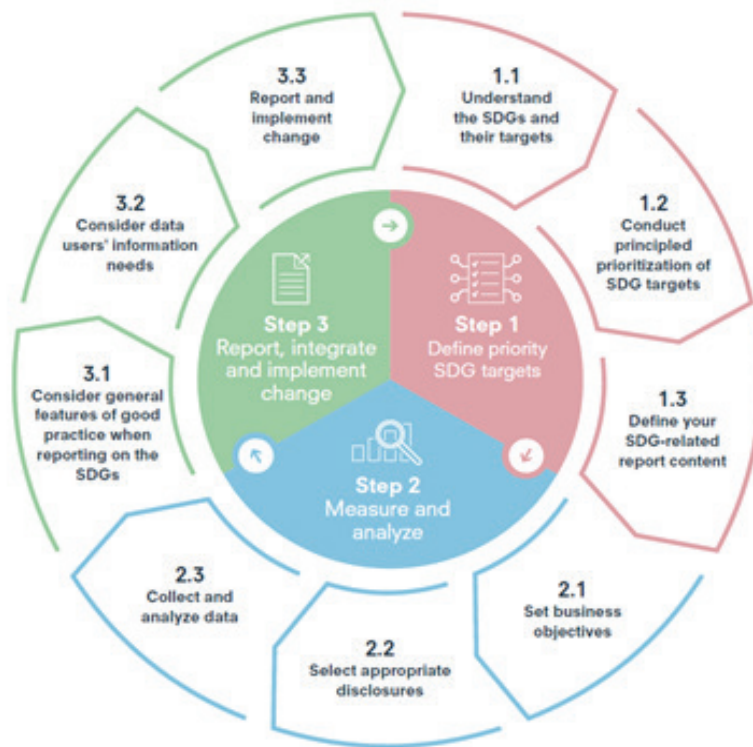 3.3
Report and
implement
change
1.1
Understand
the SDGs and
their targets
3.2
Consider data
users' information
needs
1.2
Conduct
principled
prioritization of
SDG targets
Step 3
Report, integrate
and implement
change
Step 1
Define priority
SDG targets
3.1
Consider general
features of good
practice when
reporting on the
SDGs
1.3
Define your
SDG-related
report content
Step 2
Measure and
analyze
2.3
Collect and
analyze data
2.1
Set business
objectives
2.2
Select appropriate
disclosures